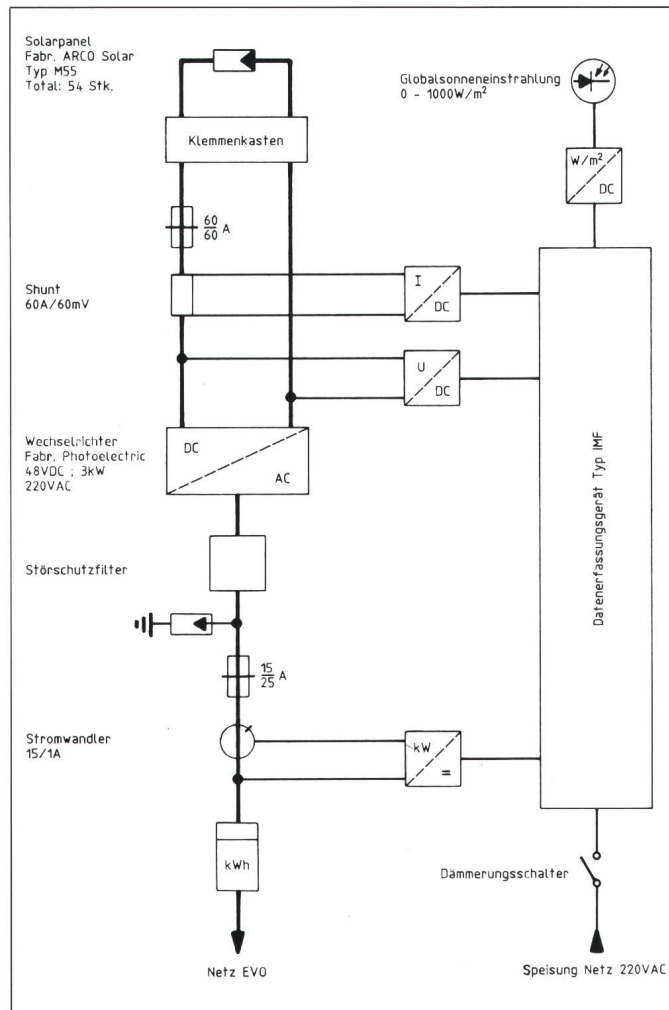 Solarpanel
Fabr. ARCO Solar
Typ M55
Total: 54 Stk.
Globalsonneneinstrahlung
0 - 1000W/m²
Klemmenkasten
W/m²
DC
60
60 A
Shunt
60A/60mV
I
DC
U
DC
Wechselrichter
Fabr. Photoelectric
48VDC ; 3kW
220VAC
DC
AC
Datenerfassungsgerät Typ IMF
Störschutzfilter
15
25 A
Stromwandler
15/1A
kW
=
kWh
Dämmerungsschalter
Netz EVO
Speisung Netz 220VAC